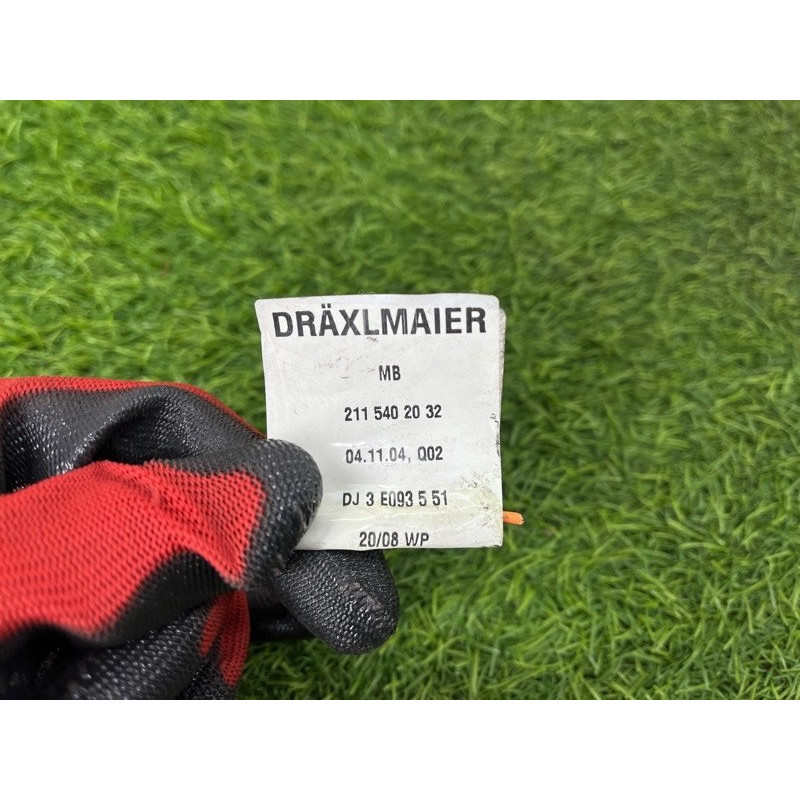 DRÄXLMAIER
MB
211 540 20 32
04.11.04, Q02
DJ 3 E093 5 51
20/08 WP